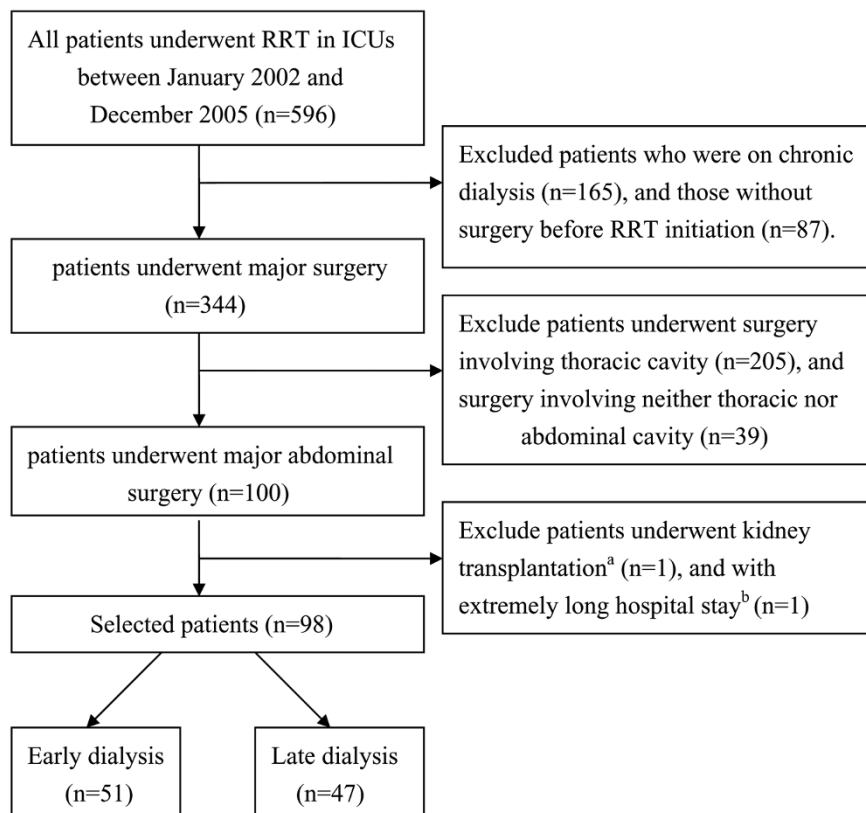 All patients underwent RRT in ICUs
between January 2002 and
December 2005 (n=596)
Excluded patients who were on chronic
dialysis (n=165), and those without
surgery before RRT initiation (n=87).
patients underwent major surgery
(n=344)
Exclude patients underwent surgery
involving thoracic cavity (n=205), and
surgery involving neither thoracic nor
abdominal cavity (n=39)
patients underwent major abdominal
surgery (n=100)
Exclude patients underwent kidney
transplantationᵃ (n=1), and with
extremely long hospital stayᵇ (n=1)
Selected patients (n=98)
Early dialysis
(n=51)
Late dialysis
(n=47)